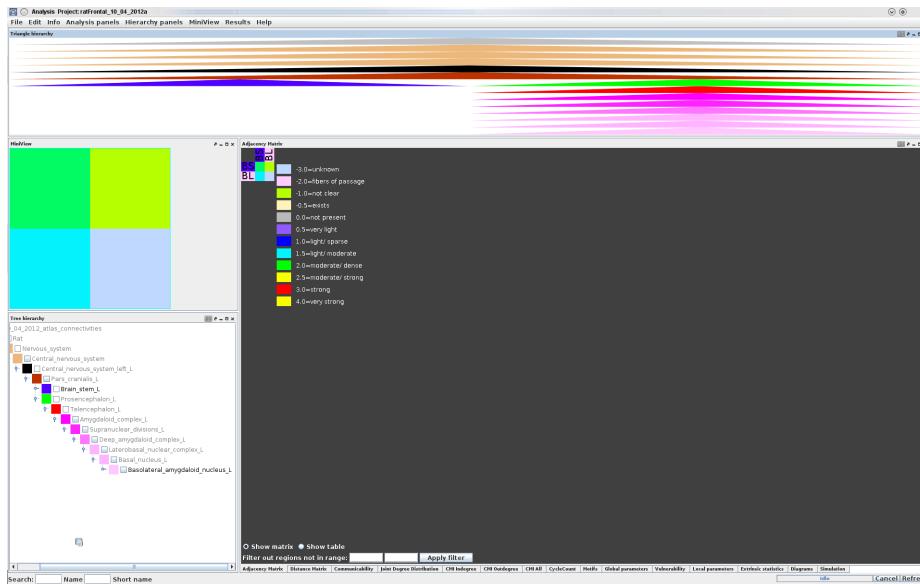 Analysis Project: ratFrontal_10_04_2012a
File Edit Info Analysis panels Hierarchy panels MiniView Results Help
Triangle hierarchy
MiniView
Adjacency Matrix
BS BL
BS
BL
-3.0=unknown
-2.0=fibers of passage
-1.0=not clear
-0.5=exists
0.0=not present
0.5=very light
1.0=light/ sparse
1.5=light/ moderate
2.0=moderate/ dense
2.5=moderate/ strong
3.0=strong
4.0=very strong
Tree hierarchy
_04_2012_atlas_connectivities
Rat
Nervous_system
Central_nervous_system
Central_nervous_system_left_L
Pars_cranialis_L
Brain_stem_L
Prosencephalon_L
Telencephalon_L
Amygdaloid_complex_L
Supranuclear_divisions_L
Deep_amygdaloid_complex_L
Laterobasal_nuclear_complex_L
Basal_nucleus_L
Basolateral_amygdaloid_nucleus_L
Show matrix Show table
Filter out regions not in range: Apply filter
Adjacency Matrix Distance Matrix Communicability Joint Degree Distribution CMI Indegree CMI Outdegree CMI All CycleCount Motifs Global parameters Vulnerability Local parameters Extrinsic statistics Diagrams Simulation
Search: Name Short name
Idle Cancel Refre